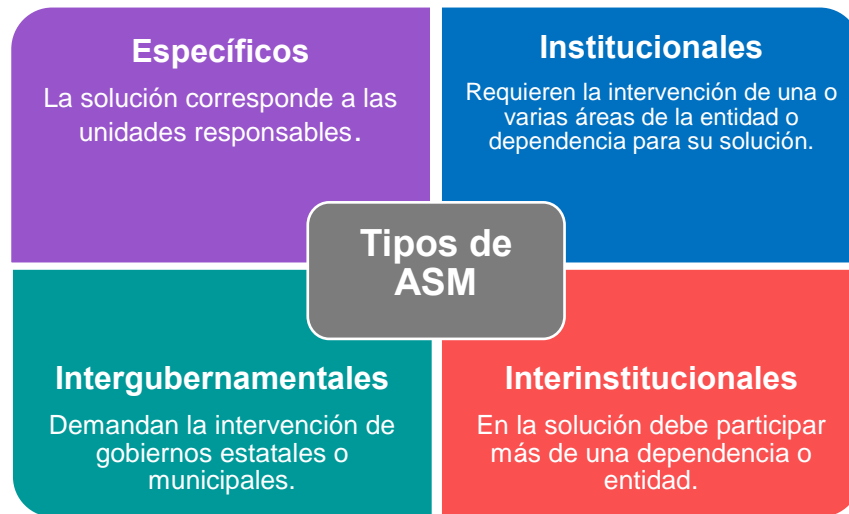 Específicos
La solución corresponde a las
unidades responsables.
Institucionales
Requieren la intervención de una o
varias áreas de la entidad o
dependencia para su solución.
Tipos de
ASM
Intergubernamentales
Demandan la intervención de
gobiernos estatales o
municipales.
Interinstitucionales
En la solución debe participar
más de una dependencia o
entidad.